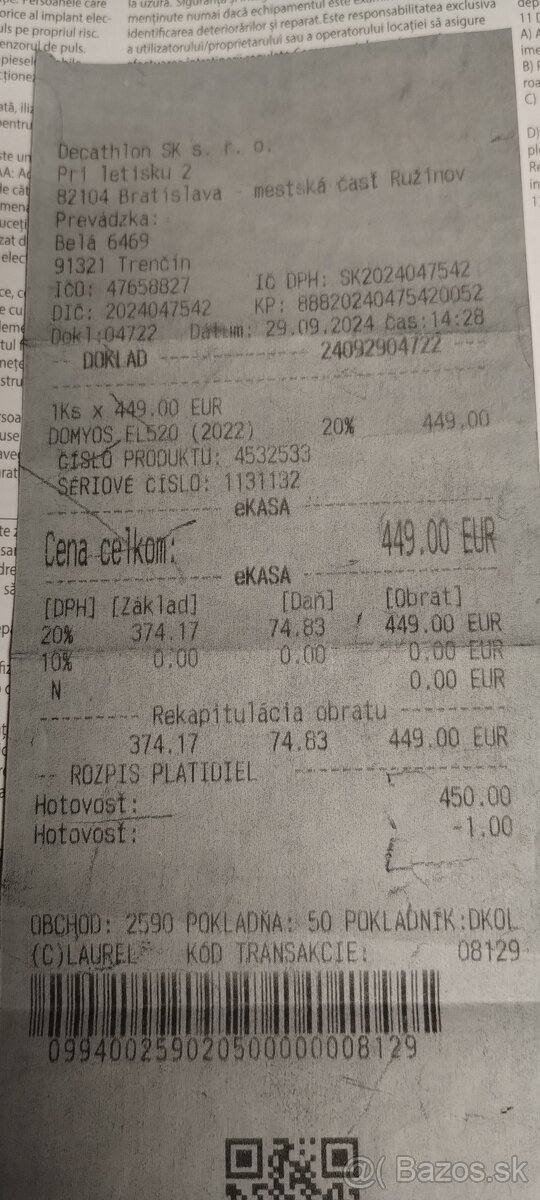 Decathlon SK s. r. o.
Pri letisku 2
82104 Bratislava - mestská časť Ružinov
Prevádzka:
Belá 6469
91321 Trenčín
IČO: 47658827 IČ DPH: SK2024047542
DIČ: 2024047542 KP: 88820240475420052
Dokl:04722 Dátum: 29.09.2024 čas:14:28
-- DOKLAD ---------------- 24092904722 --
1Ks x 449.00 EUR
DOMYOS EL520 (2022) 20% 449.00
ČÍSLO PRODUKTU: 4532533
SÉRIOVÉ ČÍSLO: 1131132
eKASA
Cena celkom: 449.00 EUR
eKASA
[DPH] [Základ] [Daň] [Obrat]
20% 374.17 74.83 449.00 EUR
10% 0.00 0.00 0.00 EUR
N 0.00 EUR
--------- Rekapitulácia obratu ---------
374.17 74.83 449.00 EUR
-- ROZPIS PLATIDIEL --------------------
Hotovosť: 450.00
Hotovosť: -1.00
OBCHOD: 2590 POKLADŇA: 50 POKLADNÍK:DKOL
(C)LAUREL KÓD TRANSAKCIE: 08129
09940025902050000000008129
Bazos.sk